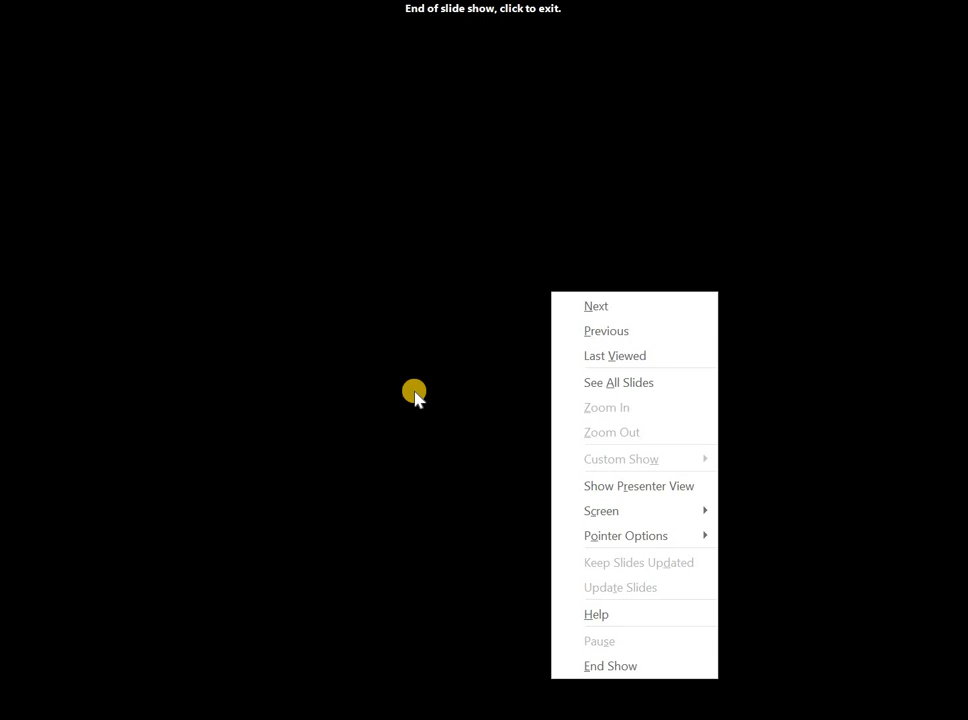 End of slide show, click to exit.
Next
Previous
Last Viewed
See All Slides
Zoom In
Zoom Out
Custom Show
Show Presenter View
Screen
Pointer Options
Keep Slides Updated
Update Slides
Help
Pause
End Show